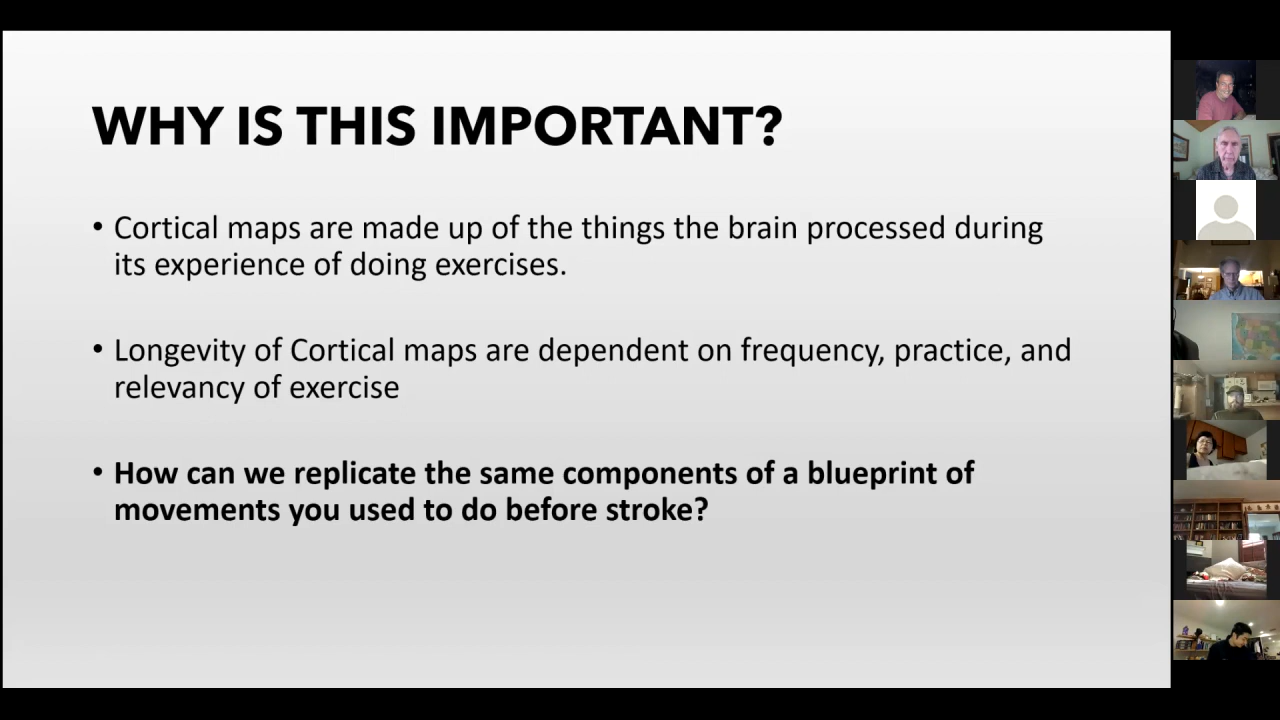 WHY IS THIS IMPORTANT?
• Cortical maps are made up of the things the brain processed during
its experience of doing exercises.
• Longevity of Cortical maps are dependent on frequency, practice, and
relevancy of exercise
• How can we replicate the same components of a blueprint of
movements you used to do before stroke?